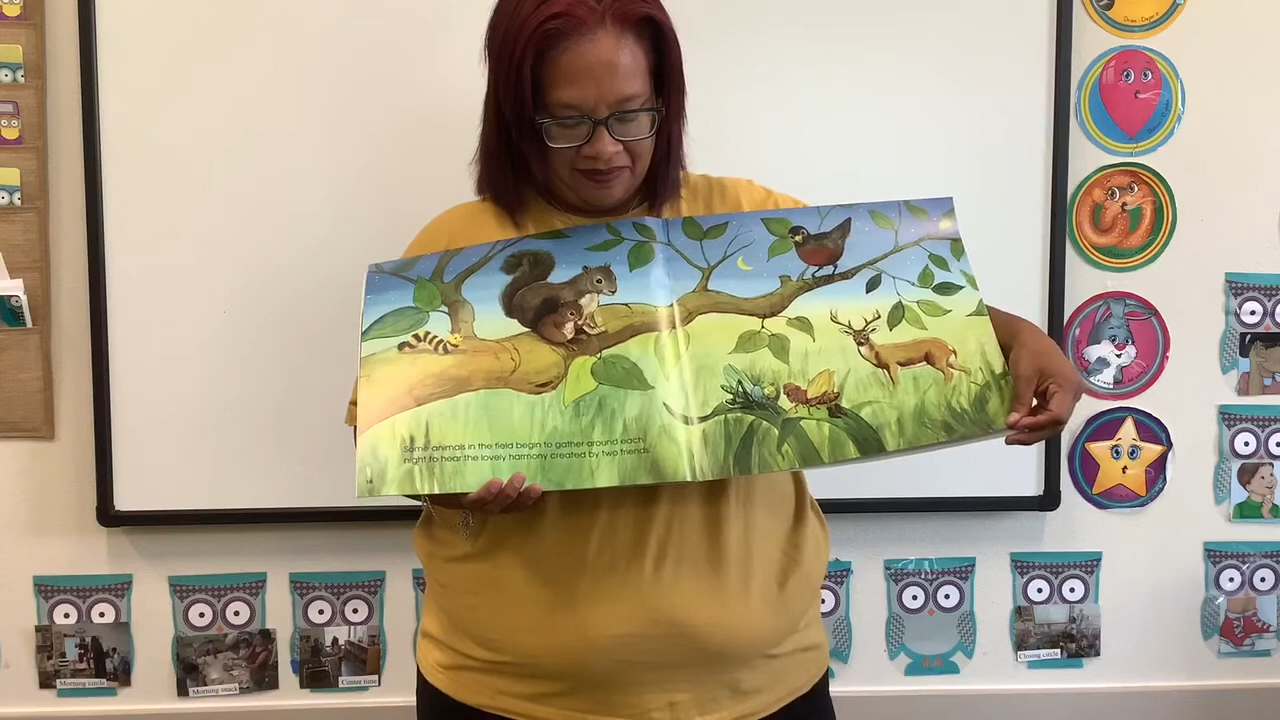 Some animals in the field begin to gather around each
night to hear the lovely harmony created by two friends.
Morning circle
Morning snack
Center time
Closing circle